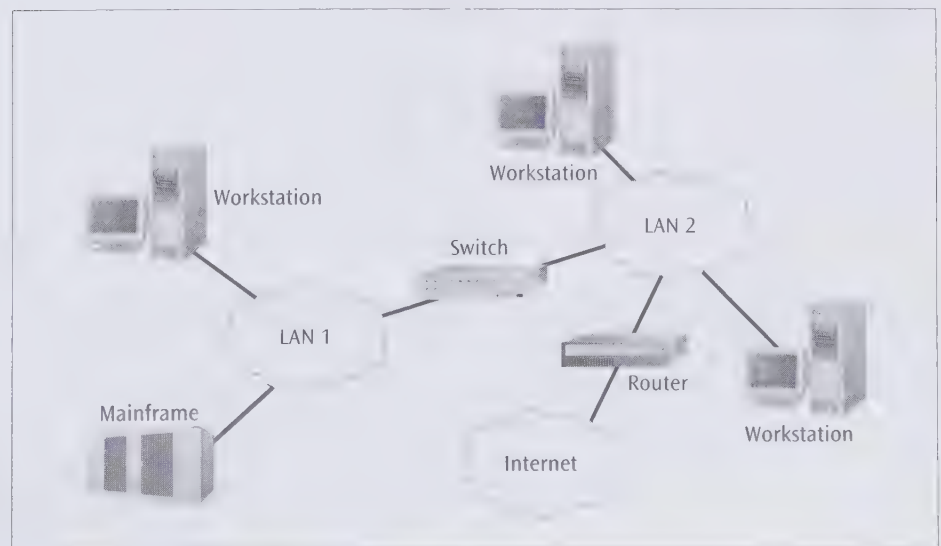 Workstation
Workstation
LAN 2
Switch
LAN 1
Router
Mainframe
Workstation
Internet